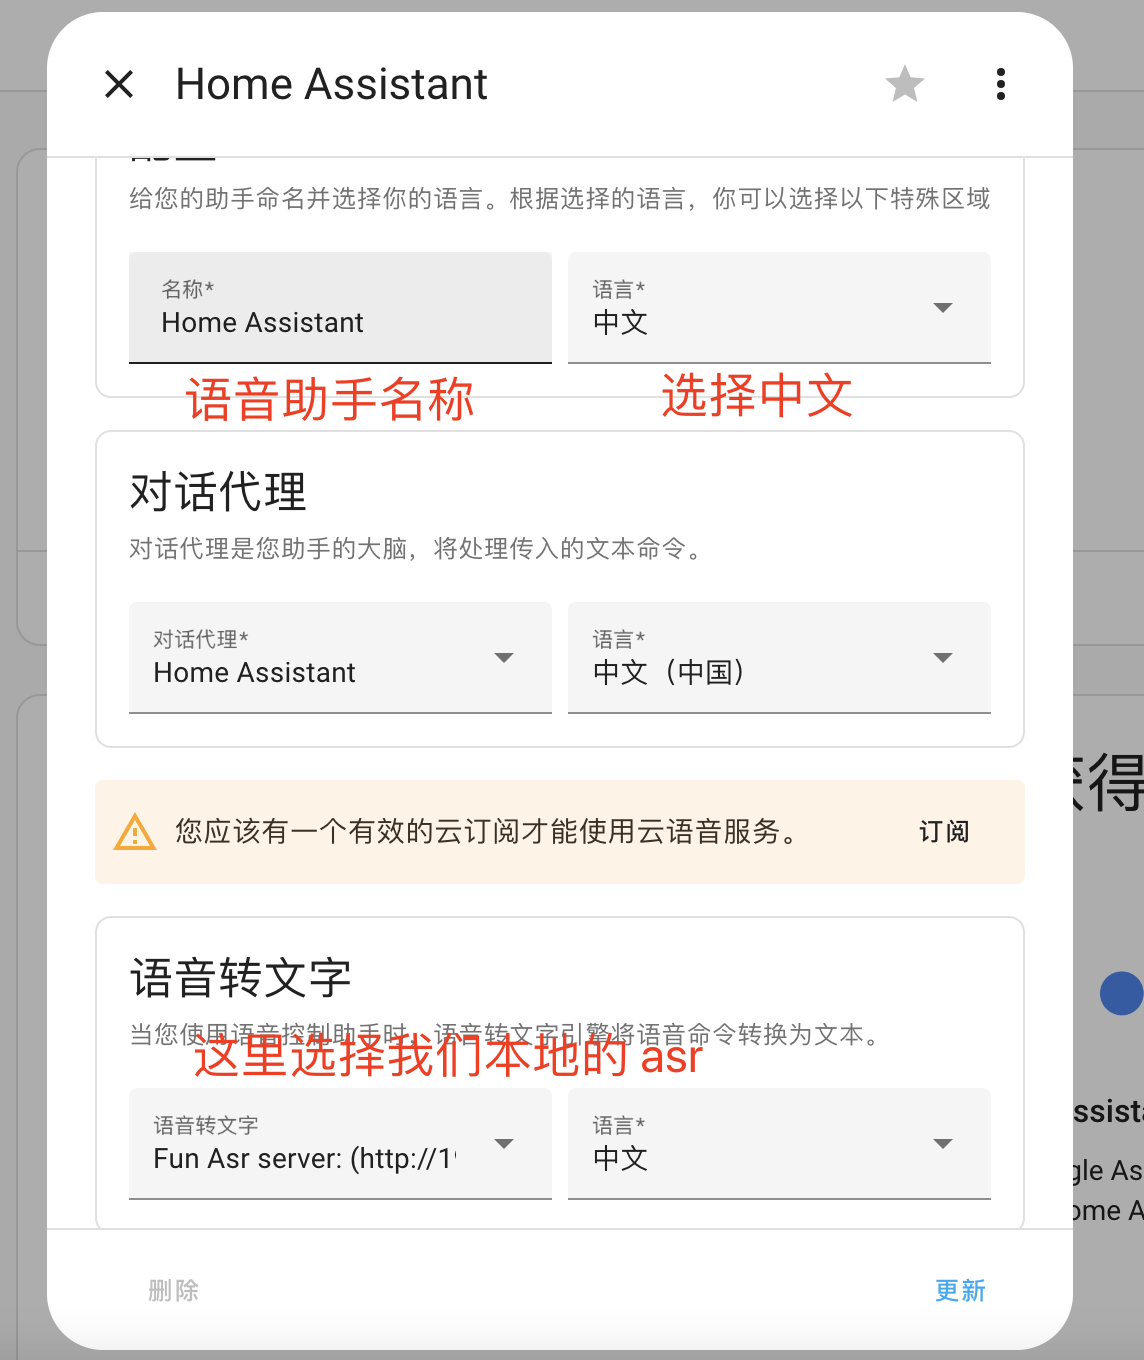 Home Assistant
给您的助手命名并选择你的语言。根据选择的语言，你可以选择以下特殊区域
名称*
Home Assistant
语言*
中文
语音助手名称
选择中文
对话代理
对话代理是您助手的大脑，将处理传入的文本命令。
对话代理*
Home Assistant
语言*
中文（中国）
您应该有一个有效的云订阅才能使用云语音服务。
订阅
语音转文字
当您使用语音控制助手时，语音转文字引擎将语音命令转换为文本。
这里选择我们本地的 asr
语音转文字
Fun Asr server: (http://1
语言*
中文
删除
更新
得
ssist
gle As
ome A